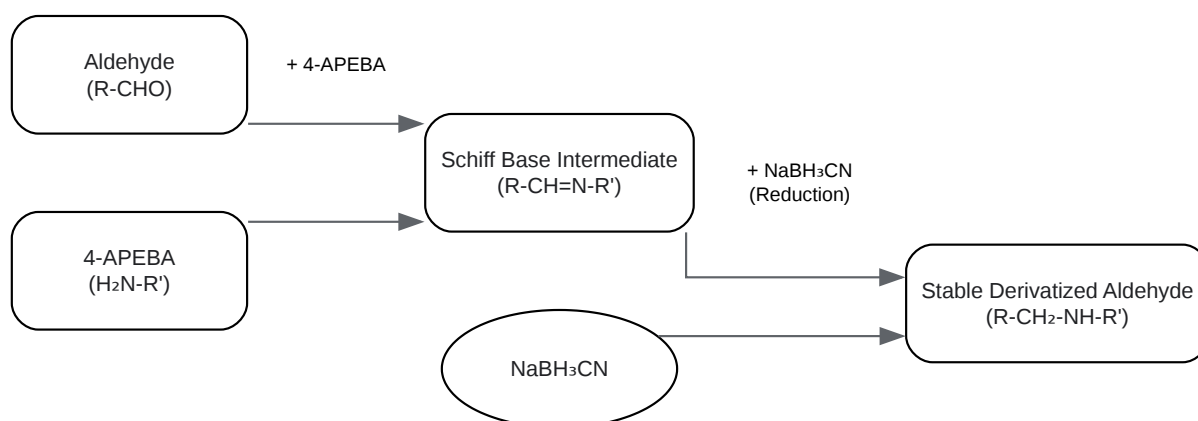 Aldehyde
(R-CHO)
+ 4-APEBA
4-APEBA
(H₂N-R')
Schiff Base Intermediate
(R-CH=N-R')
+ NaBH₃CN
(Reduction)
NaBH₃CN
Stable Derivatized Aldehyde
(R-CH₂-NH-R')